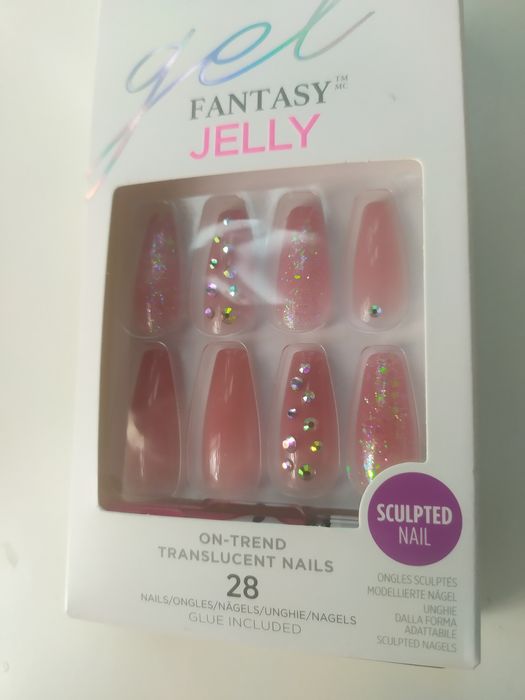 gel
FANTASY™ MC
JELLY
SCULPTED
NAIL
ON-TREND
TRANSLUCENT NAILS
28
NAILS/ONGLES/NÄGELS/UNGHIE/NAGELS
GLUE INCLUDED
ONGLES SCULPTÉS
MODELLIERTE NÄGEL
UNGHIE
DALLA FORMA
ADATTABILE
SCULPTED NAGELS